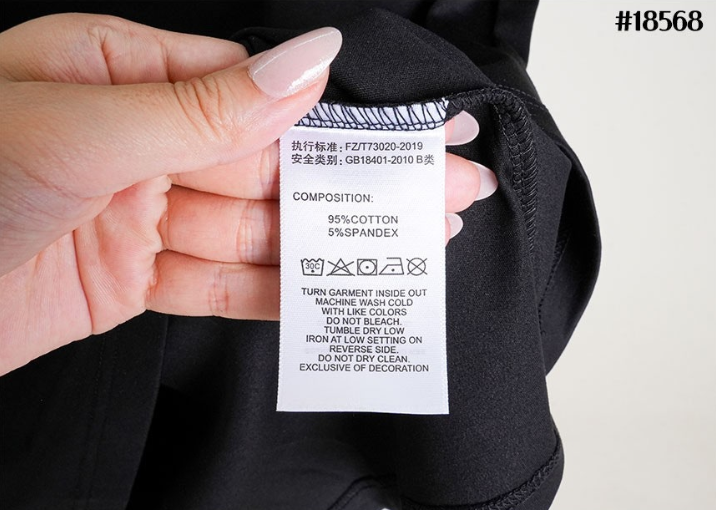 #18568
执行标准: FZ/T73020-2019
安全类别: GB18401-2010 B类
COMPOSITION:
95%COTTON
5%SPANDEX
30C
TURN GARMENT INSIDE OUT
MACHINE WASH COLD
WITH LIKE COLORS
DO NOT BLEACH.
TUMBLE DRY LOW
IRON AT LOW SETTING ON
REVERSE SIDE.
DO NOT DRY CLEAN.
EXCLUSIVE OF DECORATION